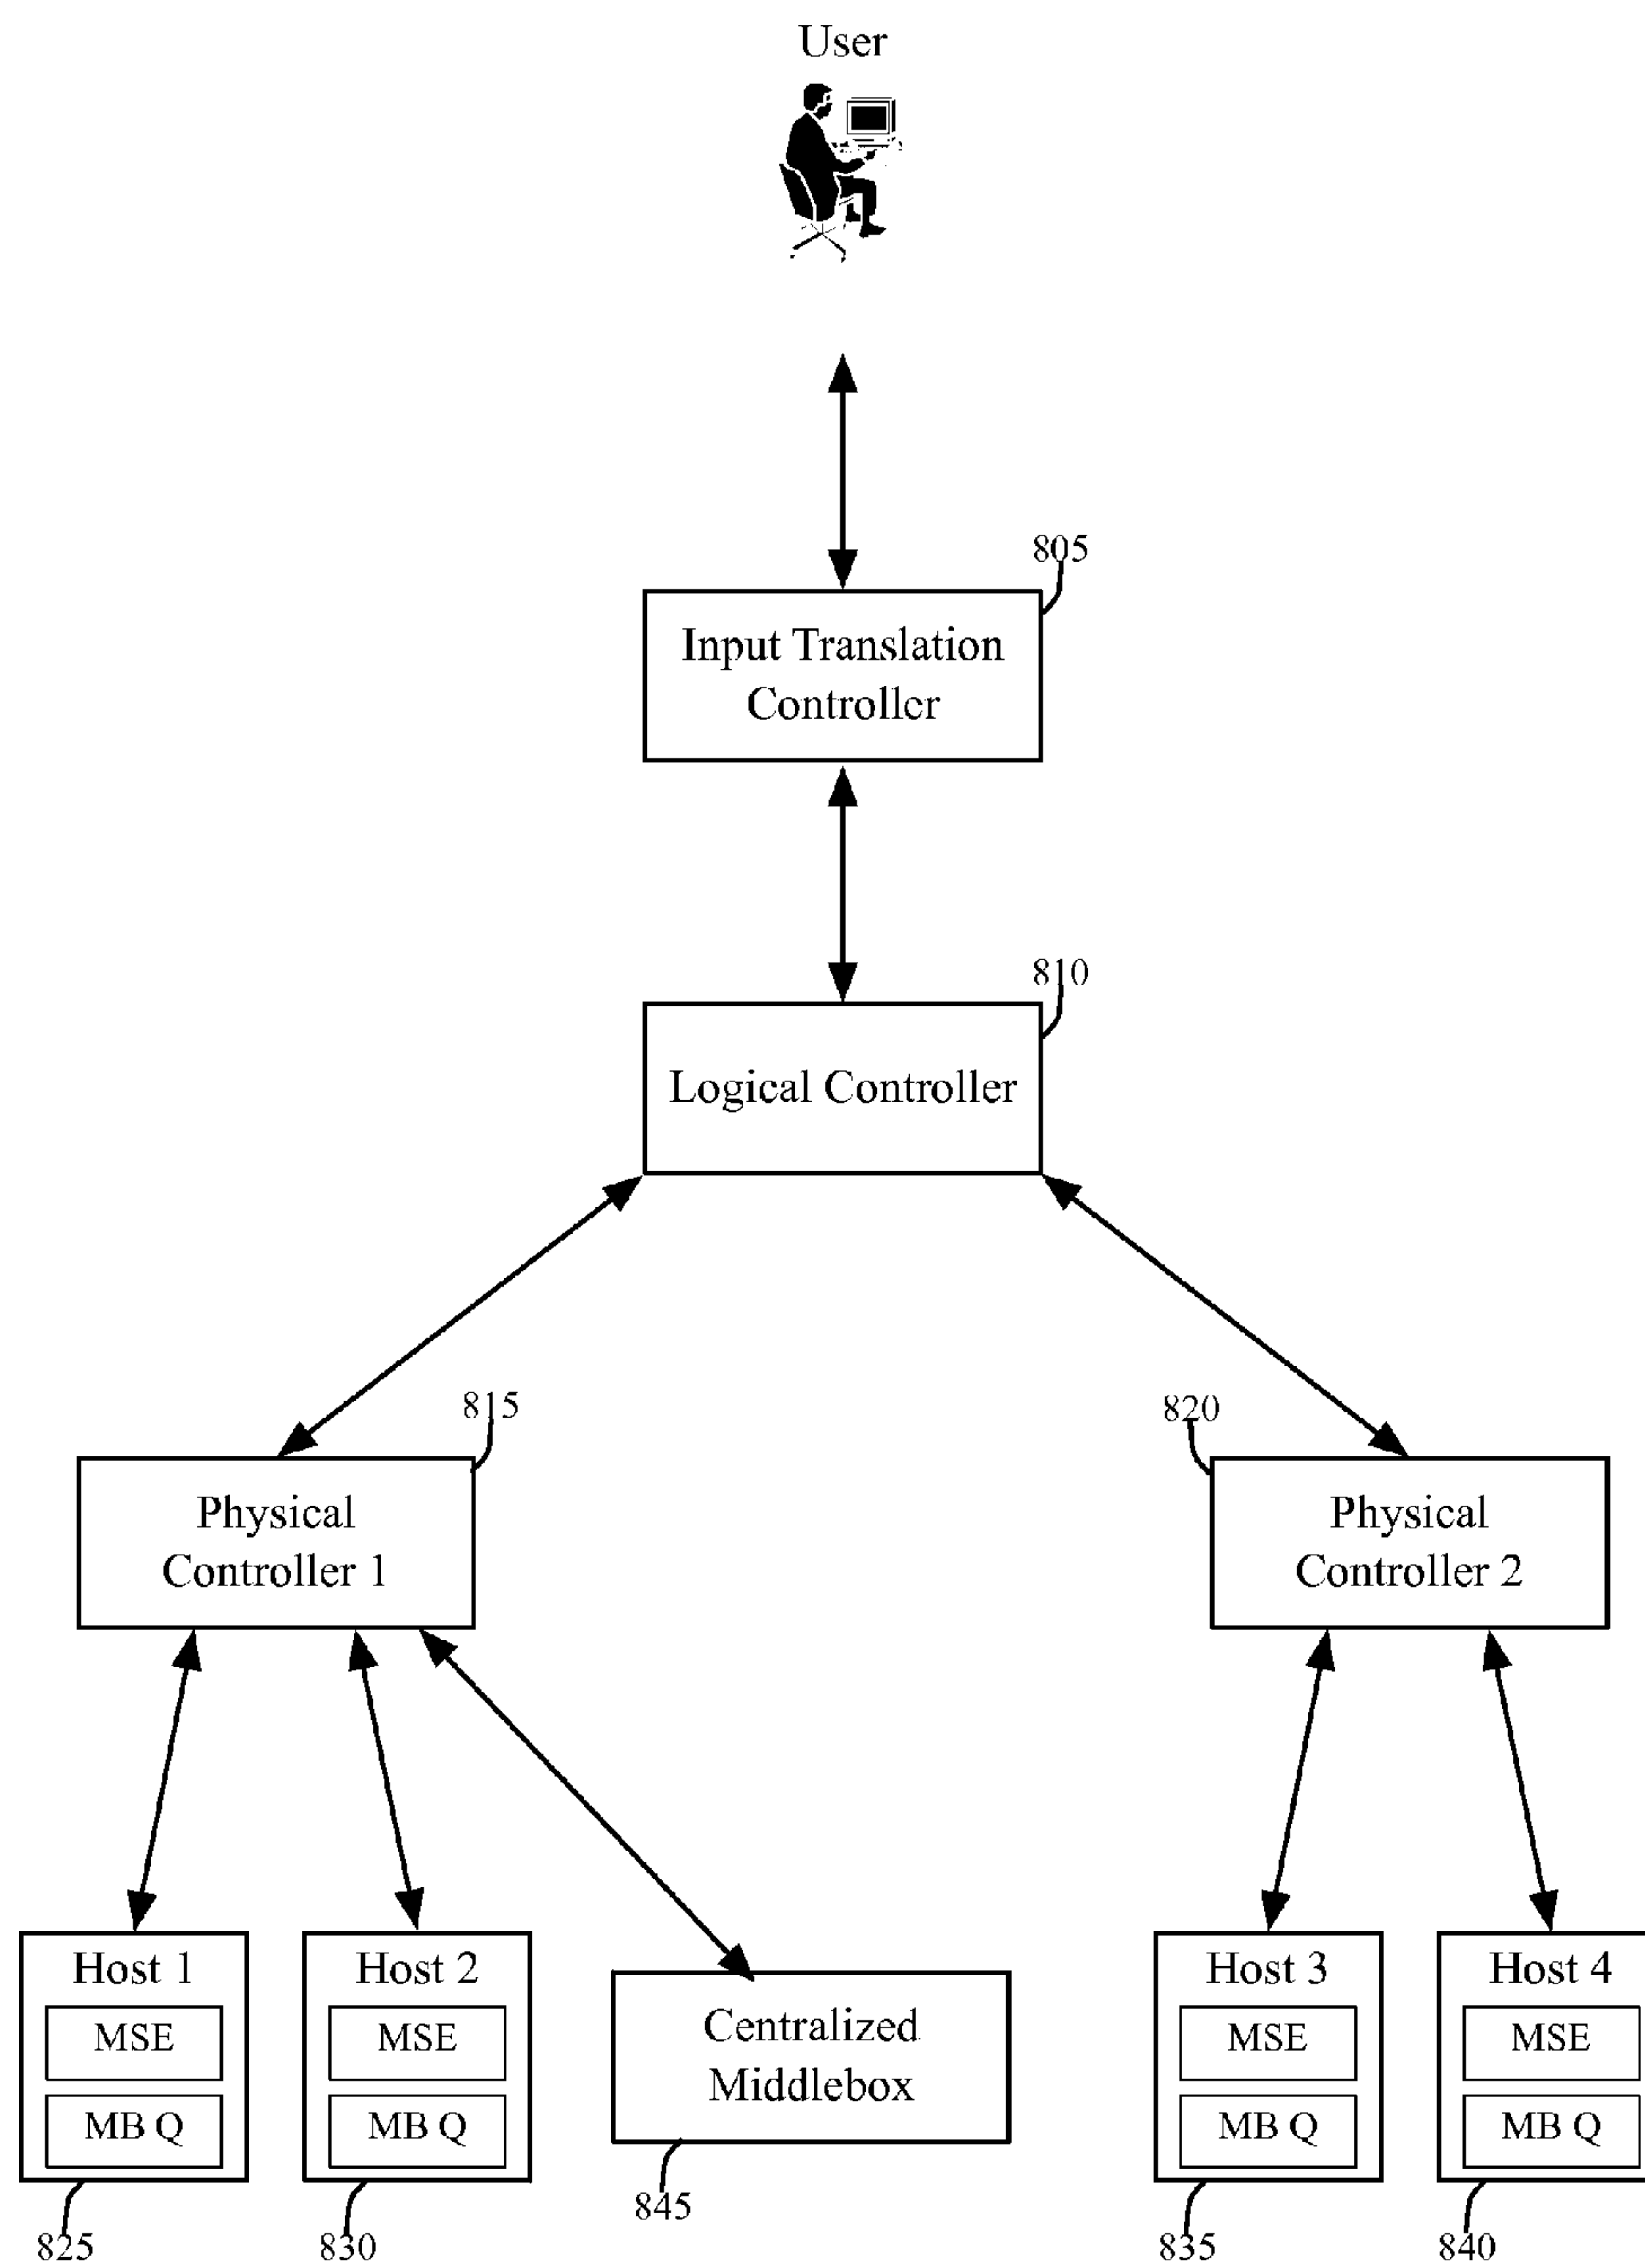 User
805
Input Translation
Controller
810
Logical Controller
815
820
Physical
Controller 1
Physical
Controller 2
Host 1
MSE
MB Q
Host 2
MSE
MB Q
Centralized
Middlebox
Host 3
MSE
MB Q
Host 4
MSE
MB Q
825
830
845
835
840